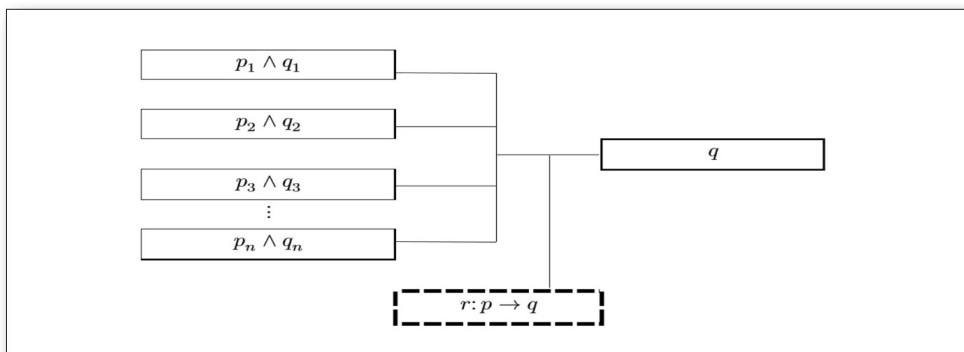 p₁ ∧ q₁
p₂ ∧ q₂
q
p₃ ∧ q₃
⋮
pₙ ∧ qₙ
r: p → q